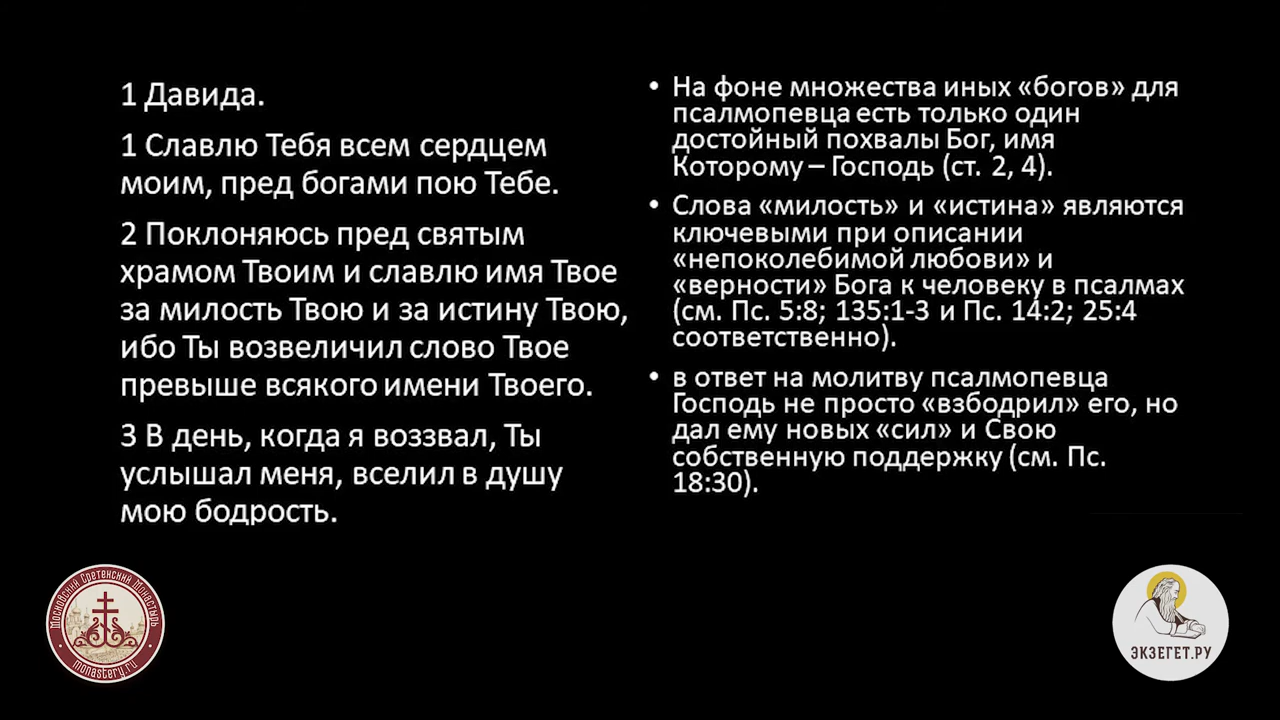 1 Давида.
1 Славлю Тебя всем сердцем
моим, пред богами пою Тебе.
2 Поклоняюсь пред святым
храмом Твоим и славлю имя Твое
за милость Твою и за истину Твою,
ибо Ты возвеличил слово Твое
превыше всякого имени Твоего.
3 В день, когда я воззвал, Ты
услышал меня, вселил в душу
мою бодрость.
• На фоне множества иных «богов» для
псалмопевца есть только один
достойный похвалы Бог, имя
Которому – Господь (ст. 2, 4).
• Слова «милость» и «истина» являются
ключевыми при описании
«непоколебимой любови» и
«верности» Бога к человеку в псалмах
(см. Пс. 5:8; 135:1-3 и Пс. 14:2; 25:4
соответственно).
• в ответ на молитву псалмопевца
Господь не просто «взбодрил» его, но
дал ему новых «сил» и Свою
собственную поддержку (см. Пс.
18:30).
Московский Сретенский Монастырь
monastery.ru
ЭКЗЕГЕТ.РУ